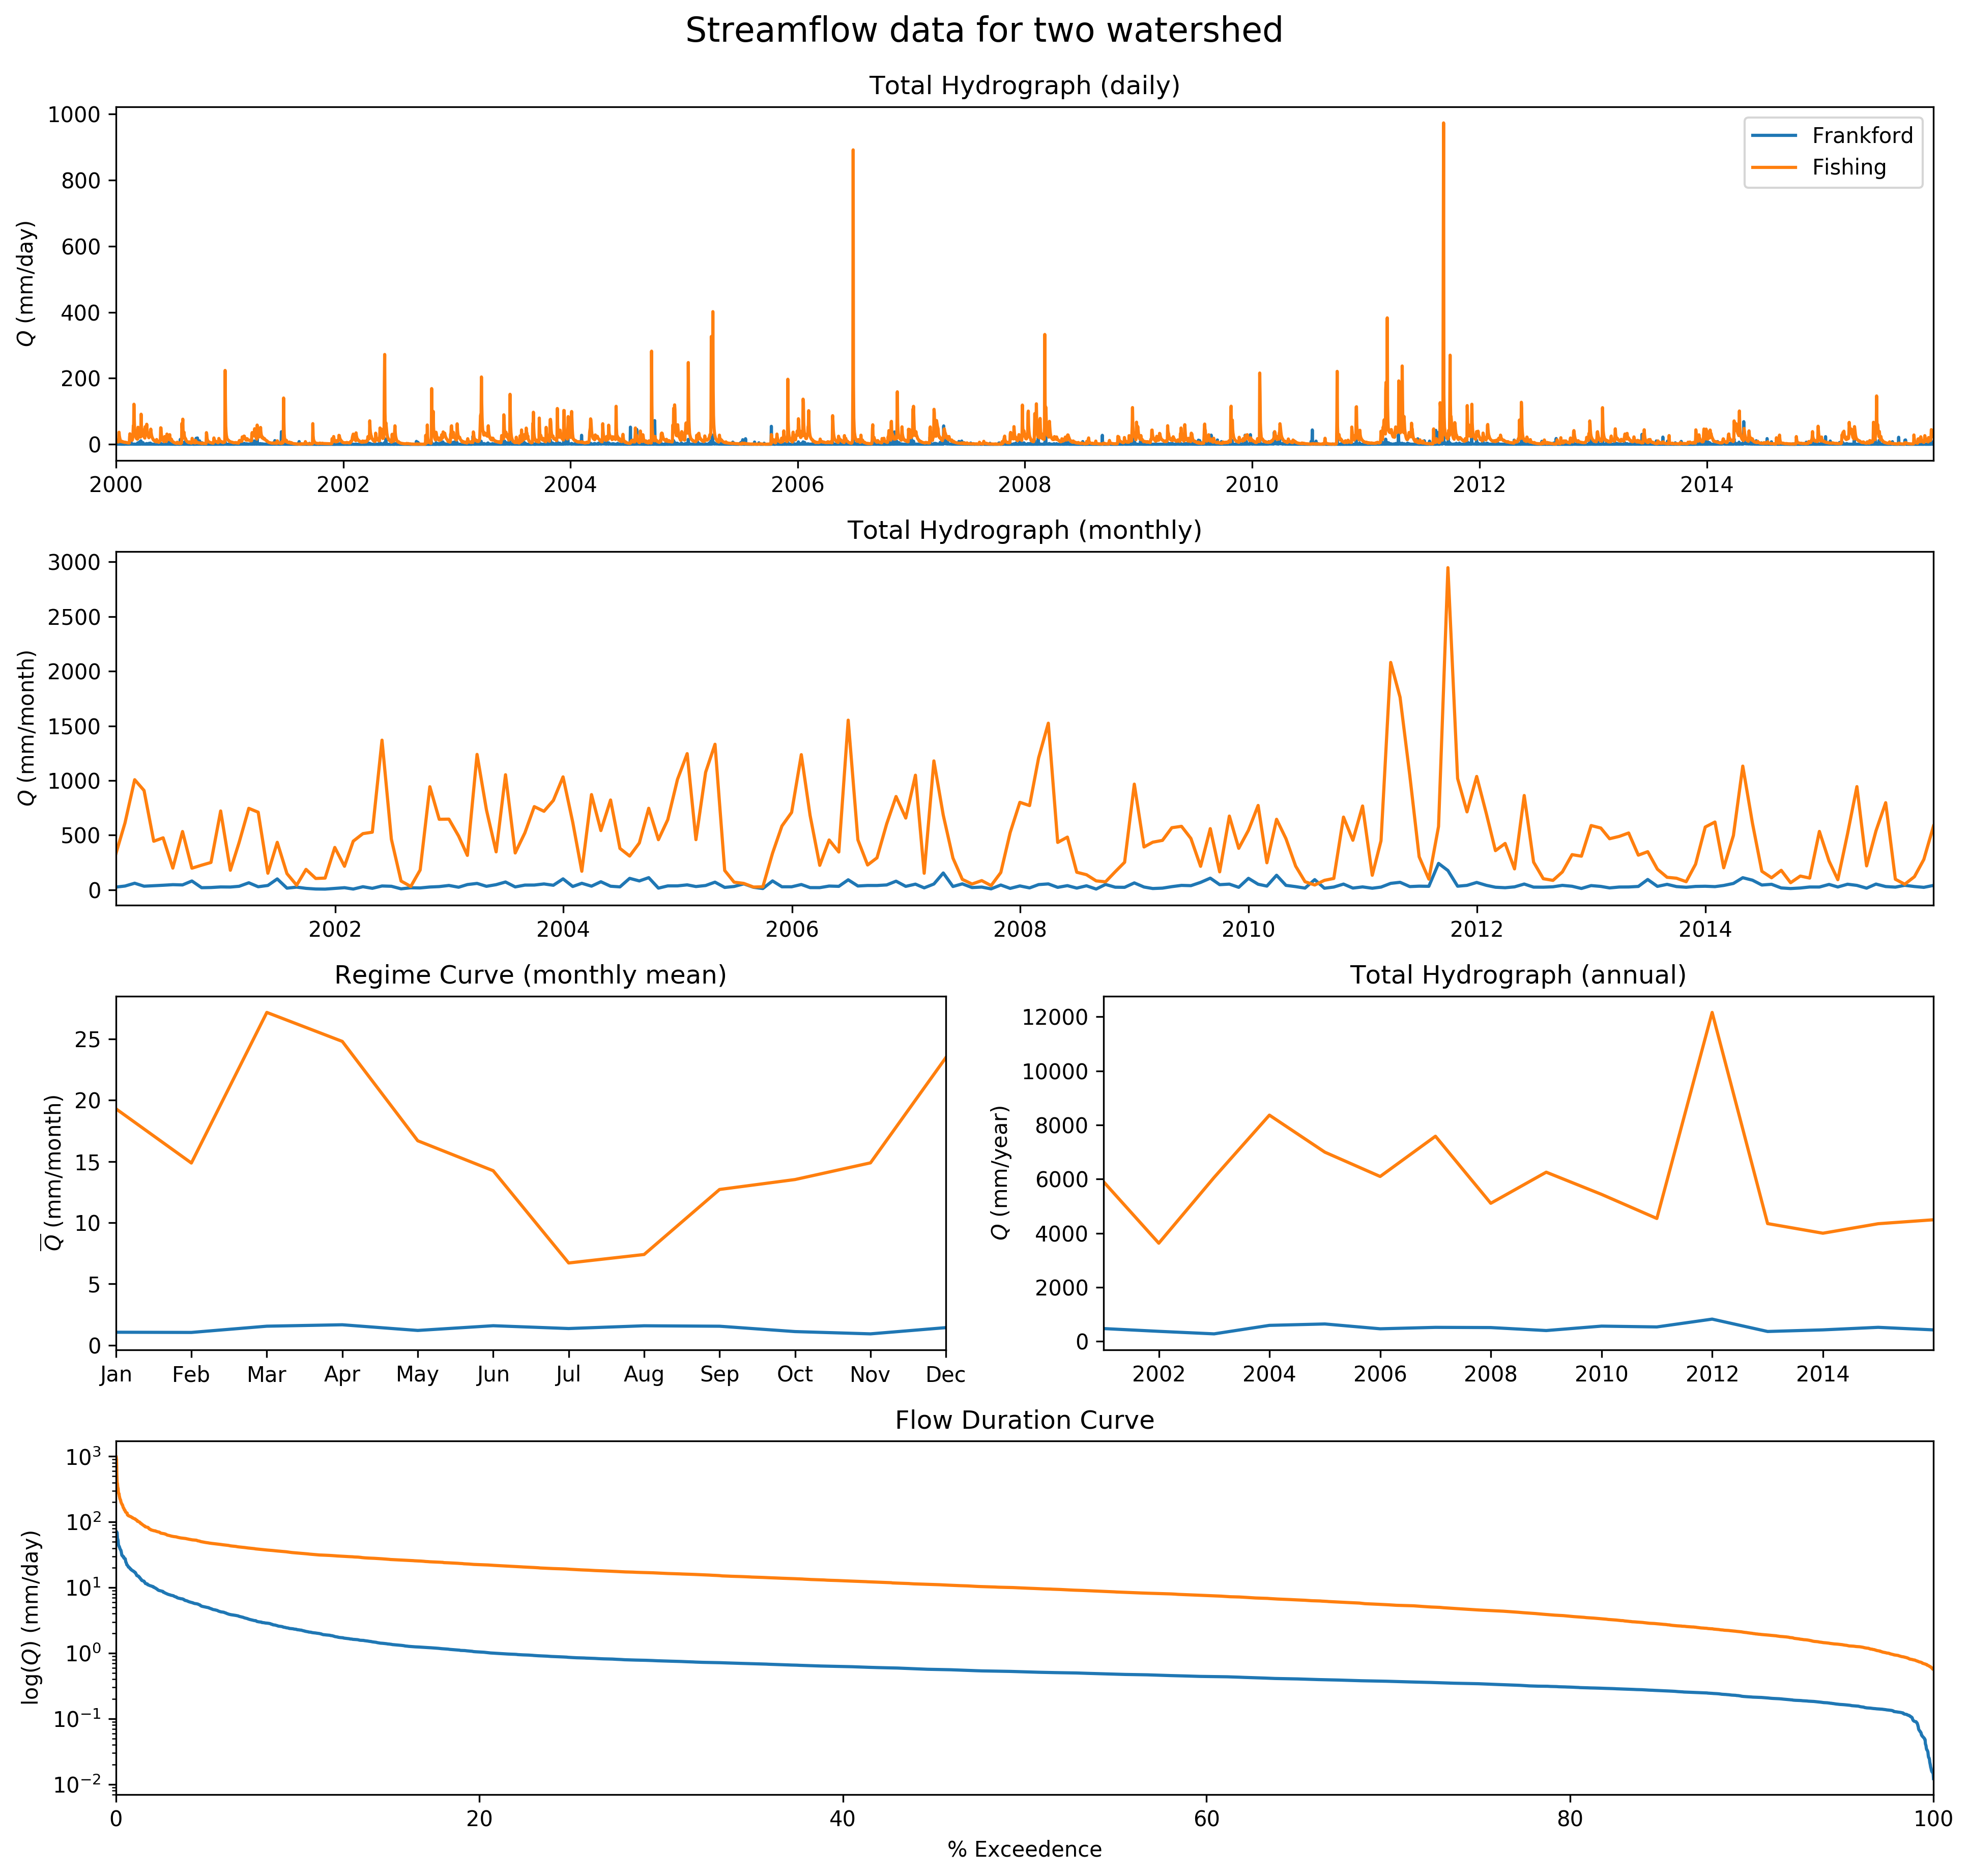 Streamflow data for two watershed
Total Hydrograph (daily)
1000
800
600
400
200
0
Q (mm/day)
Frankford
Fishing
2000 2002 2004 2006 2008 2010 2012 2014
Total Hydrograph (monthly)
3000
2500
2000
1500
1000
500
0
Q (mm/month)
2002 2004 2006 2008 2010 2012 2014
Regime Curve (monthly mean)
25
20
15
10
5
0
Q̅ (mm/month)
Jan Feb Mar Apr May Jun Jul Aug Sep Oct Nov Dec
Total Hydrograph (annual)
12000
10000
8000
6000
4000
2000
0
Q (mm/year)
2002 2004 2006 2008 2010 2012 2014
Flow Duration Curve
10³
10²
10¹
10⁰
10⁻¹
10⁻²
log(Q) (mm/day)
0 20 40 60 80 100
% Exceedence